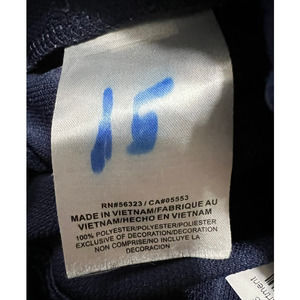 15
RN#56323 / CA#05553
MADE IN VIETNAM/FABRIQUE AU
VIETNAM/HECHO EN VIETNAM
100% POLYESTER/POLYESTER/POLIESTER
EXCLUSIVE OF DECORATION/DECORATION
NON COMPRISE/NO INCLUYE LA
DECORACION